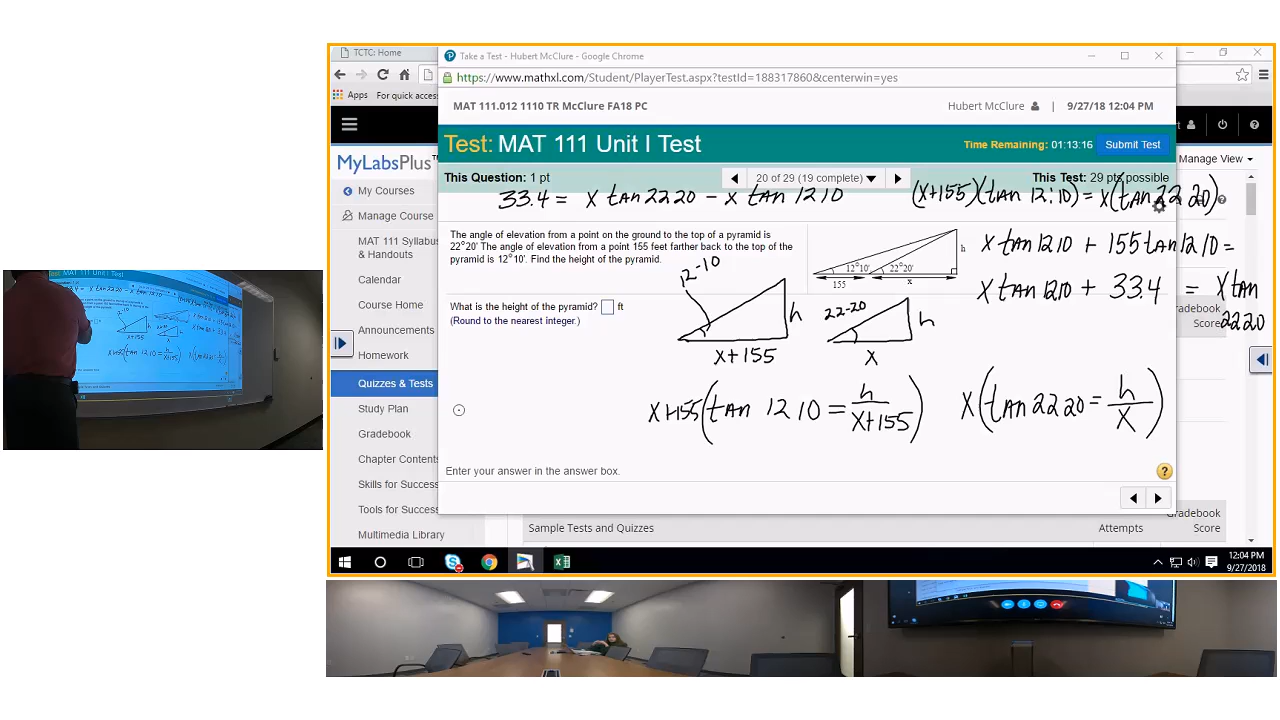 TCTC: Home
Take a Test - Hubert McClure - Google Chrome
https://www.mathxl.com/Student/PlayerTest.aspx?testId=188317860&centerwin=yes
Apps For quick access
MAT 111.012 1110 TR McClure FA18 PC
Hubert McClure 9/27/18 12:04 PM
Test: MAT 111 Unit I Test
Time Remaining: 01:13:16 Submit Test
MyLabsPlus
Manage View
This Question: 1 pt
20 of 29 (19 complete)
This Test: 29 pts possible
My Courses
Manage Course
MAT 111 Syllabus & Handouts
Calendar
Course Home
Announcements
Homework
Quizzes & Tests
Study Plan
Gradebook
Chapter Contents
Skills for Success
Tools for Success
Multimedia Library
33.4 = x tan 22 20 - x tan 12 10
(x+155)(tan 12:10) = x(tan 22 20)
The angle of elevation from a point on the ground to the top of a pyramid is
22°20' The angle of elevation from a point 155 feet farther back to the top of the
pyramid is 12°10'. Find the height of the pyramid.
12°10' 22°20' h
155 x
x tan 12 10 + 155 tan 12 10 =
x tan 12 10 + 33.4 = x tan
22 20
What is the height of the pyramid? ft
(Round to the nearest integer.)
12-10 h
x+155
22-20 h
x
x+155 (tan 12 10 = h/x+155)
x (tan 22 20 = h/x)
Enter your answer in the answer box.
Gradebook
Score
Sample Tests and Quizzes
Attempts
Gradebook
Score
12:04 PM
9/27/2018